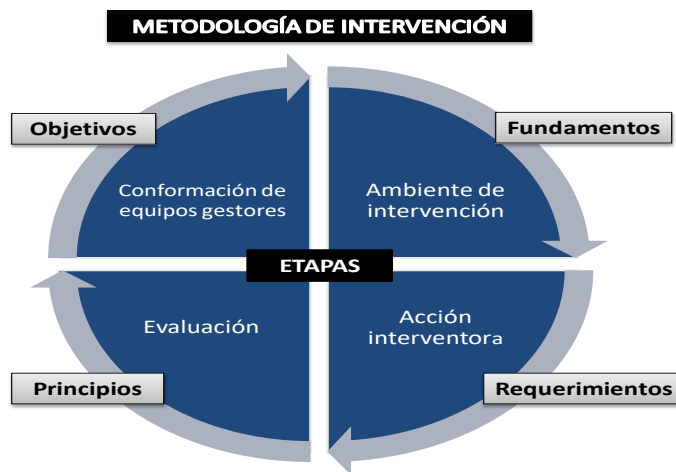 METODOLOGÍA DE INTERVENCIÓN
Objetivos
Fundamentos
Conformación de
equipos gestores
Ambiente de
intervención
ETAPAS
Evaluación
Acción
interventora
Principios
Requerimientos